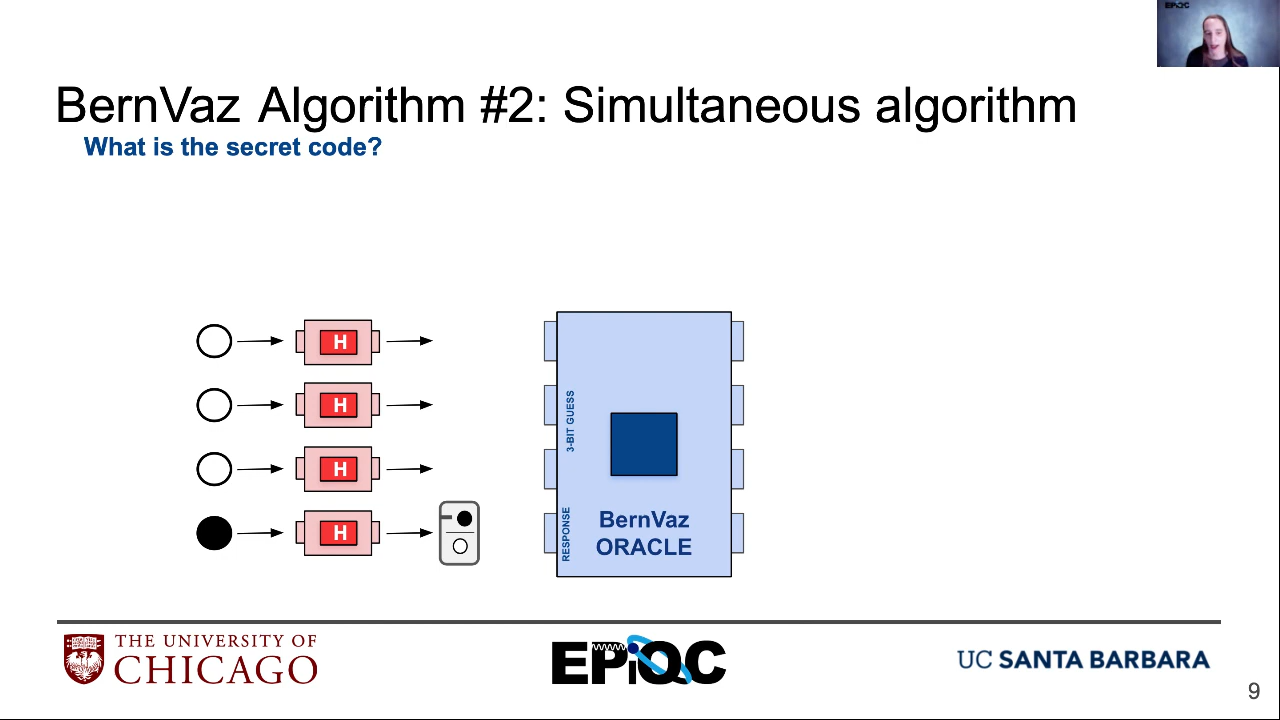 EPiQC
BernVaz Algorithm #2: Simultaneous algorithm
What is the secret code?
H
H
H
H
3-BIT GUESS
RESPONSE
BernVaz
ORACLE
THE UNIVERSITY OF
CHICAGO
EPiQC
UC SANTA BARBARA
9